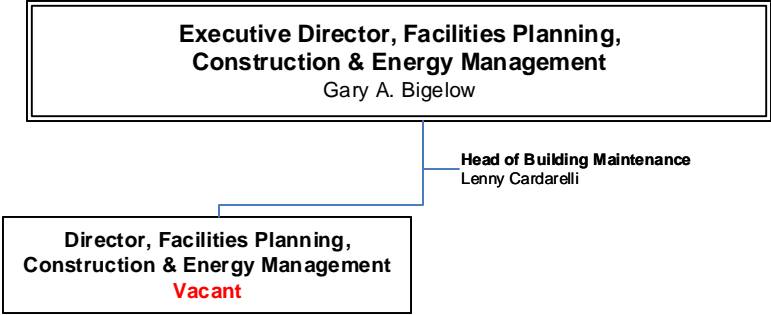 Executive Director, Facilities Planning,
Construction & Energy Management
Gary A. Bigelow
Head of Building Maintenance
Lenny Cardarelli
Director, Facilities Planning,
Construction & Energy Management
Vacant